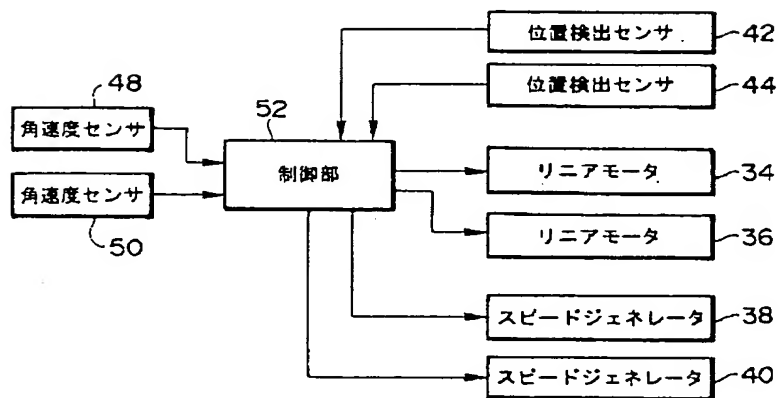 位置検出センサ 42
位置検出センサ 44
48
角速度センサ
52
制御部
リニアモータ 34
角速度センサ
50
リニアモータ 36
スピードジェネレータ 38
スピードジェネレータ 40